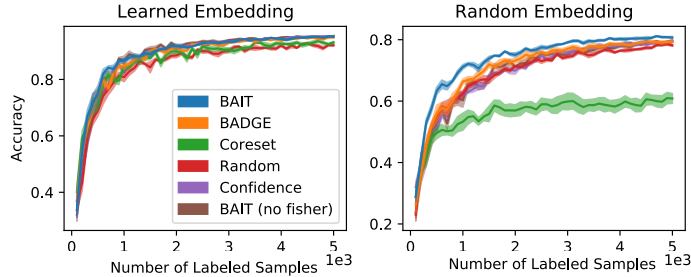 Learned Embedding
Accuracy
0.8
0.6
0.4
BAIT
BADGE
Coreset
Random
Confidence
BAIT (no fisher)
0 1 2 3 4 5
1e3
Number of Labeled Samples
Random Embedding
0.8
0.6
0.4
0.2
0 1 2 3 4 5
1e3
Number of Labeled Samples